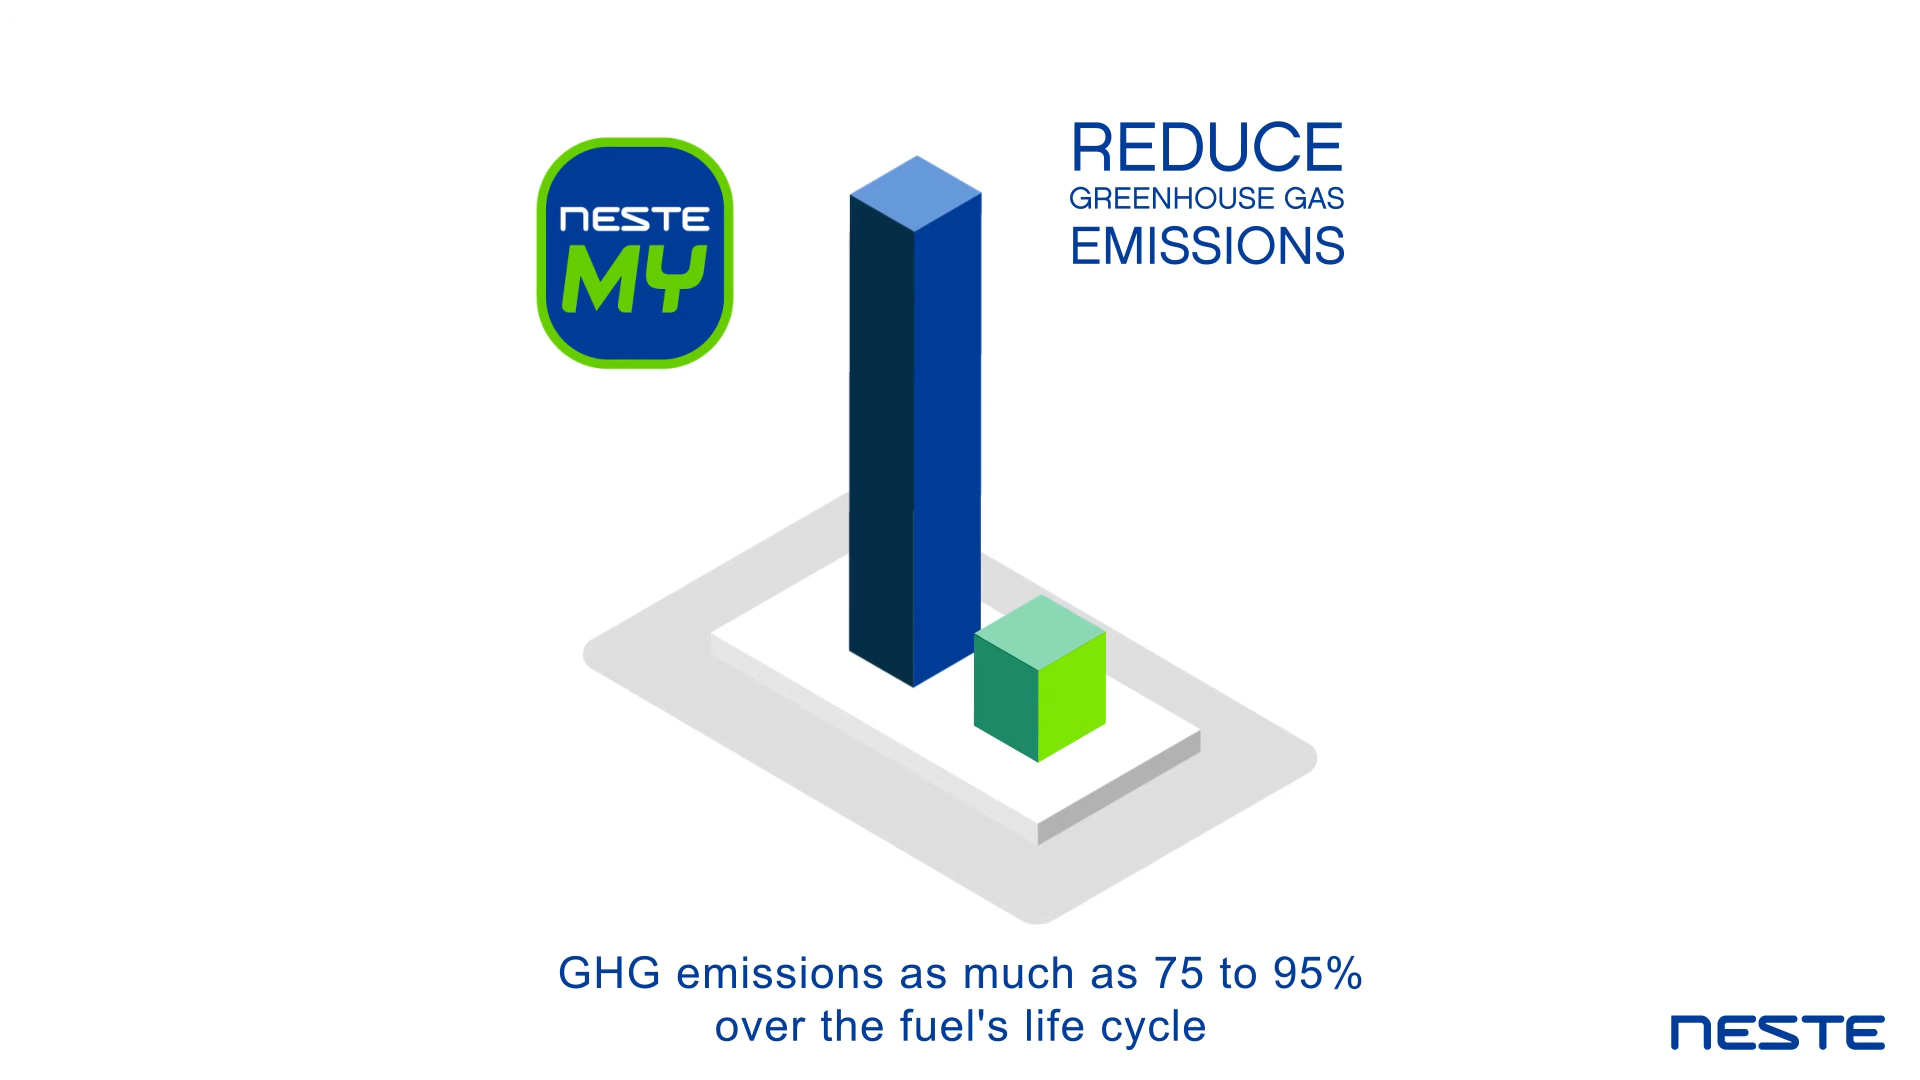 NESTE
MY
REDUCE
GREENHOUSE GAS
EMISSIONS
GHG emissions as much as 75 to 95%
over the fuel's life cycle
NESTE